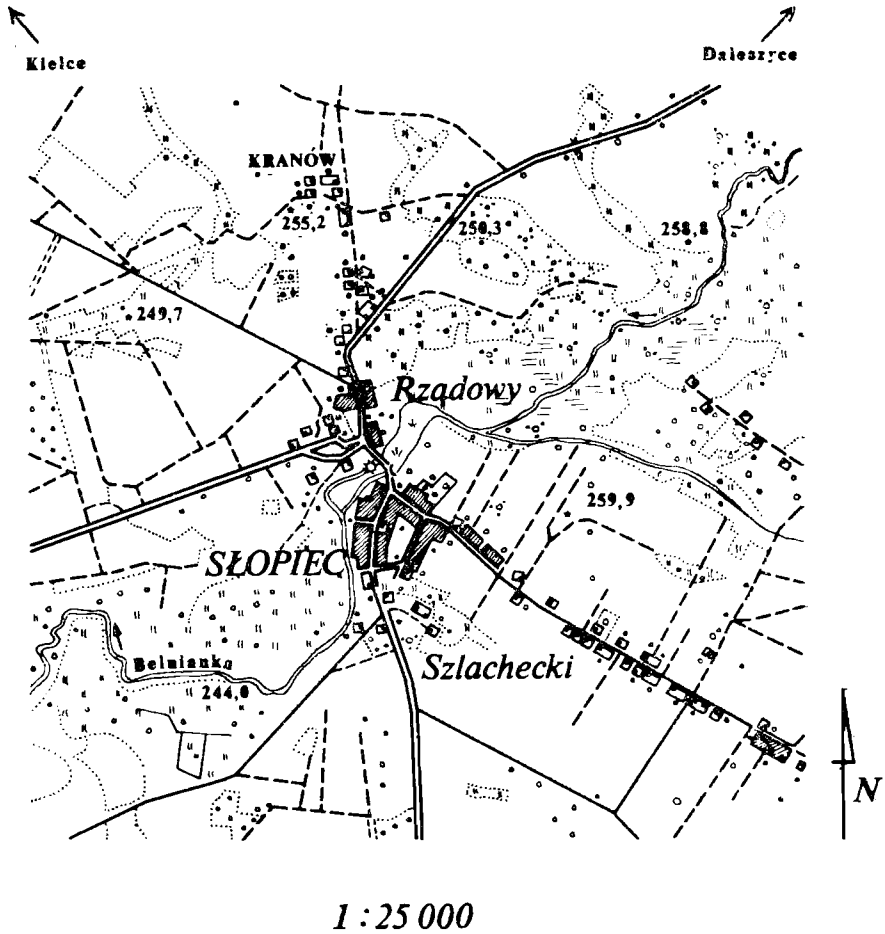 Kielce
Daleszyce
KRANÓW
255,2
250,3
258,8
249,7
Rządowy
259,9
SŁOPIEC
Belnianka
244,0
Szlachecki
N
1 : 25 000